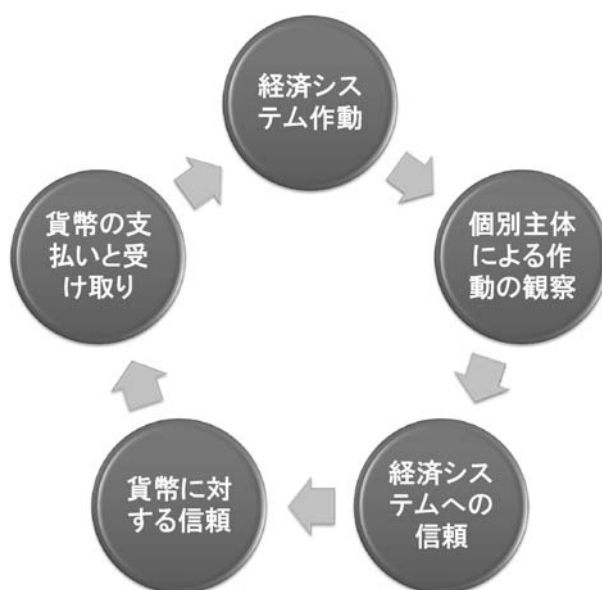 経済シス
テム作動
個別主体
による作
動の観察
経済シス
テムへの
信頼
貨幣に対
する信頼
貨幣の支
払いと受
け取り